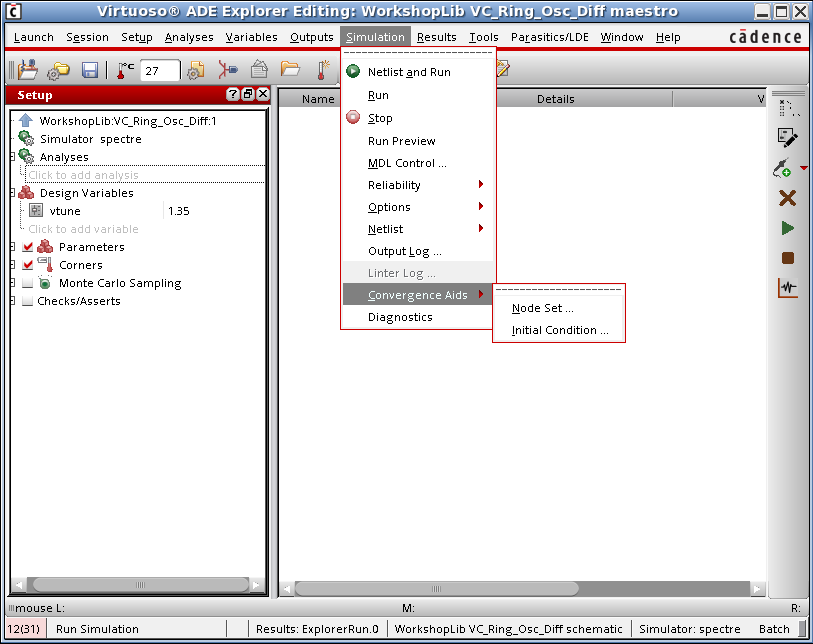 Virtuoso® ADE Explorer Editing: WorkshopLib VC_Ring_Osc_Diff maestro
Launch Session Setup Analyses Variables Outputs Simulation Results Tools Parasitics/LDE Window Help cādence
°C 27
Setup
WorkshopLib:VC_Ring_Osc_Diff:1
Simulator spectre
Analyses
Click to add analysis
Design Variables
vtune 1.35
Click to add variable
Parameters
Corners
Monte Carlo Sampling
Checks/Asserts
Name Details V
Netlist and Run
Run
Stop
Run Preview
MDL Control ...
Reliability
Options
Netlist
Output Log ...
Linter Log ...
Convergence Aids
Diagnostics
Node Set ...
Initial Condition ...
mouse L: M: R:
12(31) Run Simulation Results: ExplorerRun.0 WorkshopLib VC_Ring_Osc_Diff schematic Simulator: spectre Batch